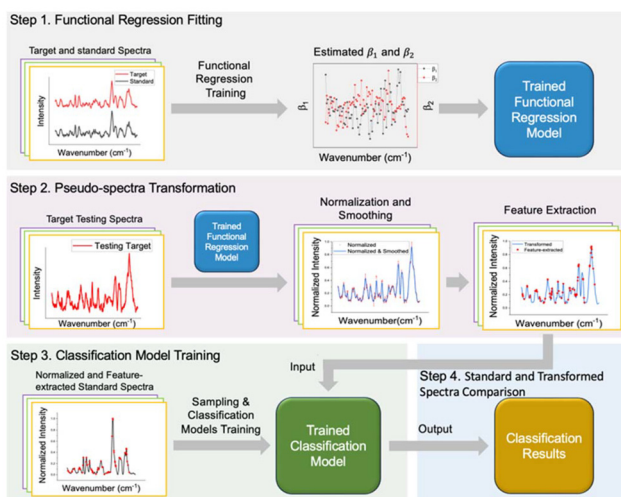 Step 1. Functional Regression Fitting
Target and standard Spectra
Target
Standard
Intensity
Wavenumber (cm⁻¹)
Functional
Regression
Training
Estimated β₁ and β₂
β₁
β₂
β₁
β₂
Wavenumber (cm⁻¹)
Trained
Functional
Regression
Model
Step 2. Pseudo-spectra Transformation
Target Testing Spectra
Testing Target
Intensity
Wavenumber (cm⁻¹)
Trained
Functional
Regression
Model
Normalization and
Smoothing
Normalized
Normalized & Smoothed
Normalized Intensity
Wavenumber(cm⁻¹)
Feature Extraction
Transformed
Feature-extracted
Normalized Intensity
Wavenumber (cm⁻¹)
Step 3. Classification Model Training
Normalized and Feature-
extracted Standard Spectra
Normalized Intensity
Wavenumber (cm⁻¹)
Sampling &
Classification
Models Training
Input
Trained
Classification
Model
Step 4. Standard and Transformed
Spectra Comparison
Output
Classification
Results